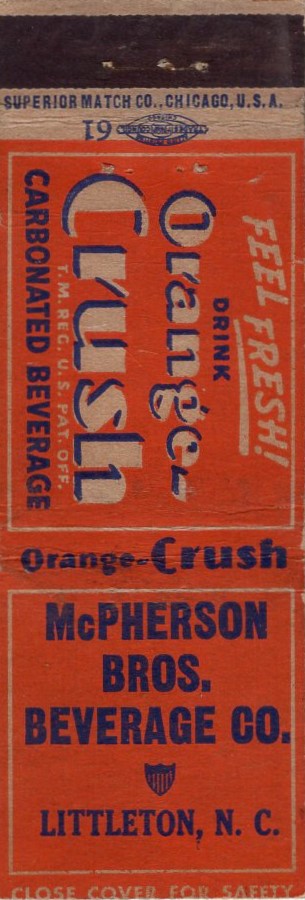 SUPERIOR MATCH CO., CHICAGO, U.S.A.
61
FEEL FRESH!
DRINK
Orange-
Crush
T.M. REG. U.S. PAT. OFF.
CARBONATED BEVERAGE
Orange-Crush
McPHERSON
BROS.
BEVERAGE CO.
LITTLETON, N. C.
CLOSE COVER FOR SAFETY